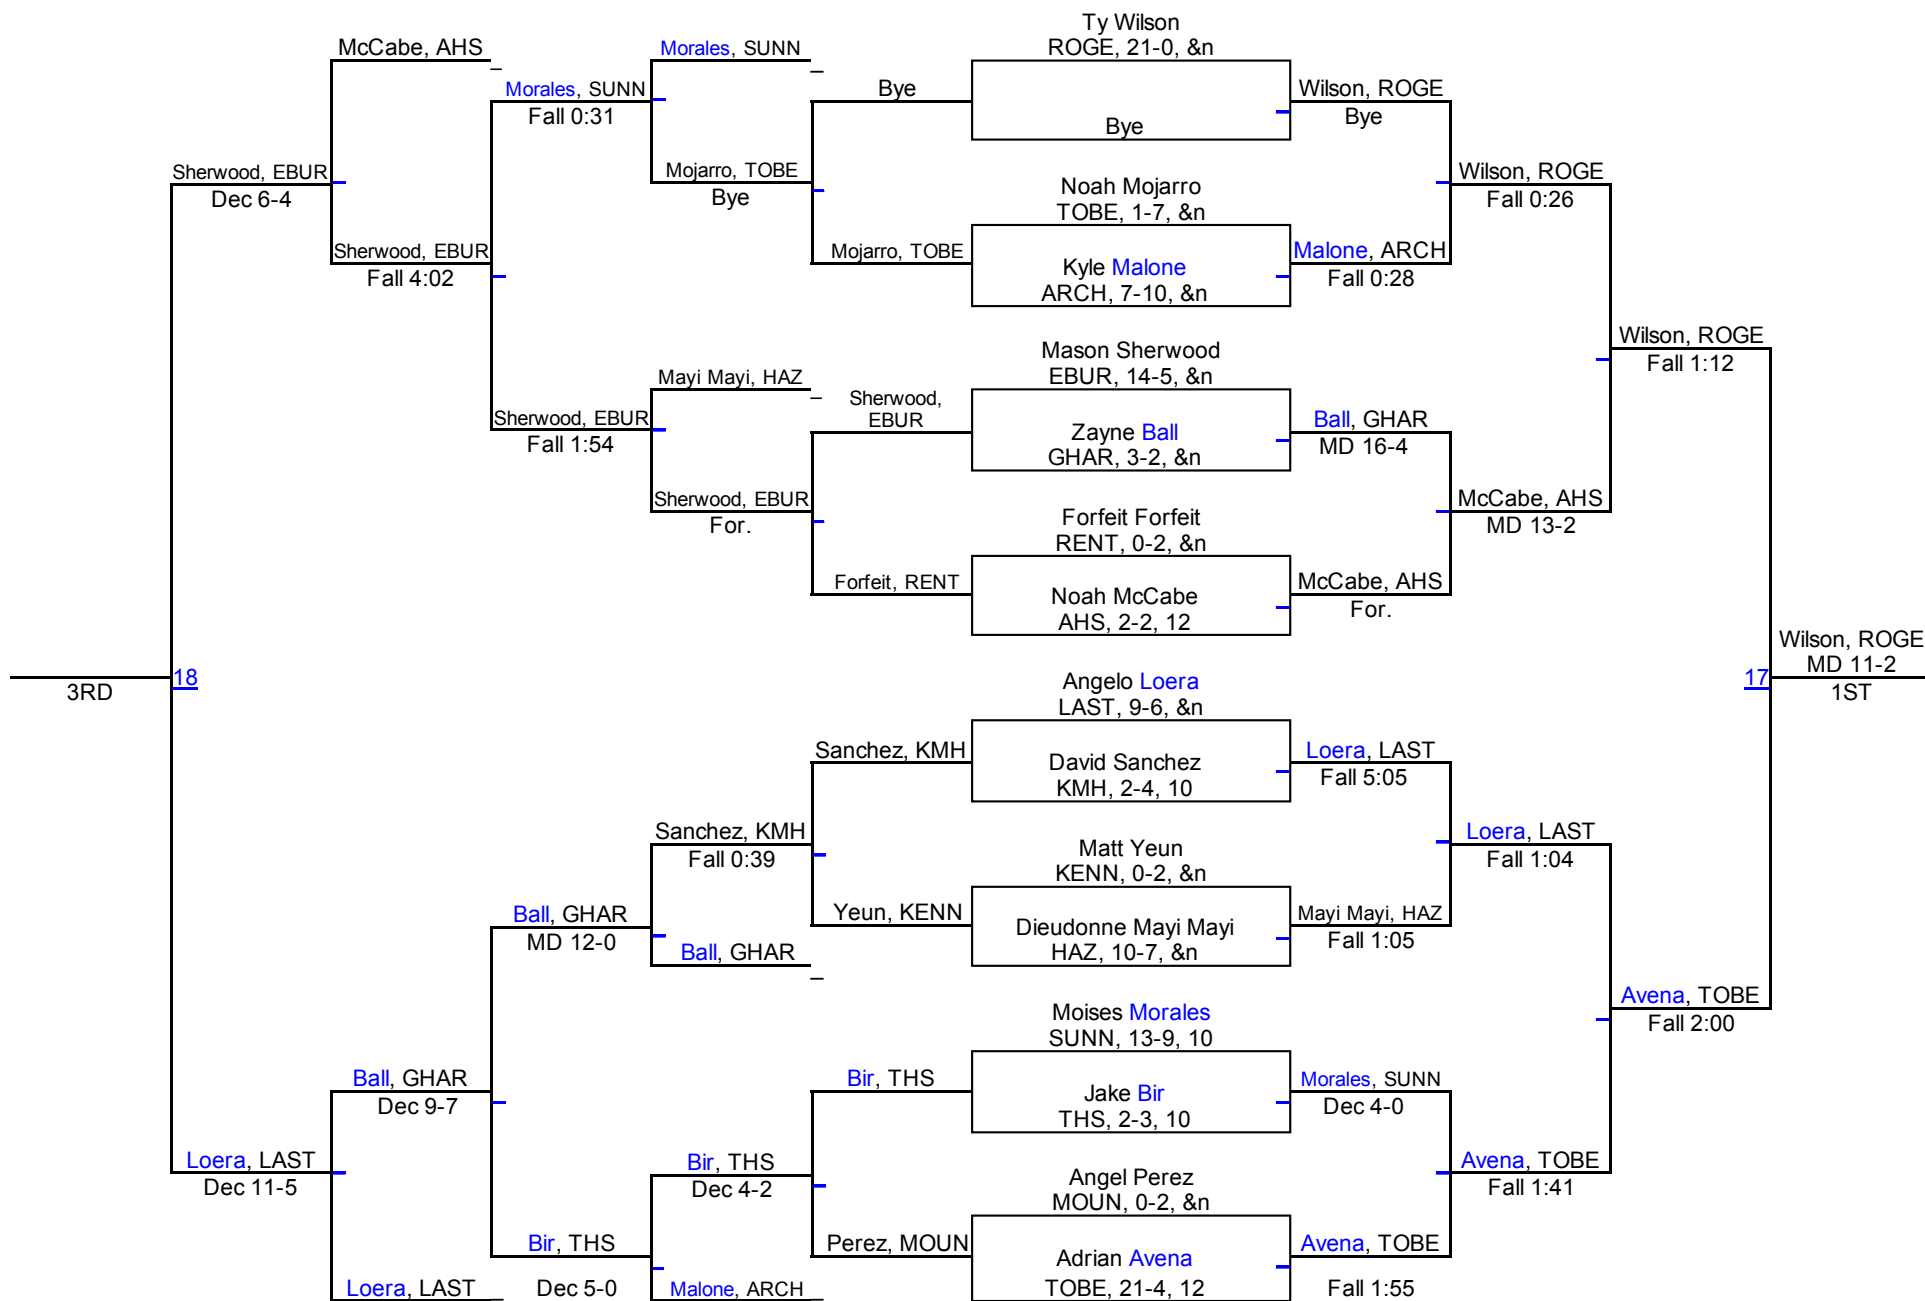 Ty Wilson
ROGE, 21-0, &n
Bye
Noah Mojarro
TOBE, 1-7, &n
Kyle Malone
ARCH, 7-10, &n
Mason Sherwood
EBUR, 14-5, &n
Zayne Ball
GHAR, 3-2, &n
Forfeit Forfeit
RENT, 0-2, &n
Noah McCabe
AHS, 2-2, 12
Angelo Loera
LAST, 9-6, &n
David Sanchez
KMH, 2-4, 10
Matt Yeun
KENN, 0-2, &n
Dieudonne Mayi Mayi
HAZ, 10-7, &n
Moises Morales
SUNN, 13-9, 10
Jake Bir
THS, 2-3, 10
Angel Perez
MOUN, 0-2, &n
Adrian Avena
TOBE, 21-4, 12
Wilson, ROGE
Bye
Malone, ARCH
Fall 0:28
Ball, GHAR
MD 16-4
McCabe, AHS
For.
Loera, LAST
Fall 5:05
Mayi Mayi, HAZ
Fall 1:05
Morales, SUNN
Dec 4-0
Avena, TOBE
Fall 1:55
Wilson, ROGE
Fall 0:26
McCabe, AHS
MD 13-2
Loera, LAST
Fall 1:04
Avena, TOBE
Fall 1:41
Wilson, ROGE
Fall 1:12
Avena, TOBE
Fall 2:00
17
Wilson, ROGE
MD 11-2
1ST
Bye
Mojarro, TOBE
Sherwood,
EBUR
Forfeit, RENT
Sanchez, KMH
Yeun, KENN
Bir, THS
Perez, MOUN
Morales, SUNN
Mojarro, TOBE
Bye
Mayi Mayi, HAZ
Sherwood, EBUR
For.
Sanchez, KMH
Fall 0:39
Ball, GHAR
Bir, THS
Dec 4-2
Malone, ARCH
Morales, SUNN
Fall 0:31
Sherwood, EBUR
Fall 1:54
Ball, GHAR
MD 12-0
Bir, THS
Dec 5-0
McCabe, AHS
Sherwood, EBUR
Fall 4:02
Ball, GHAR
Dec 9-7
Loera, LAST
Sherwood, EBUR
Dec 6-4
Loera, LAST
Dec 11-5
18
3RD